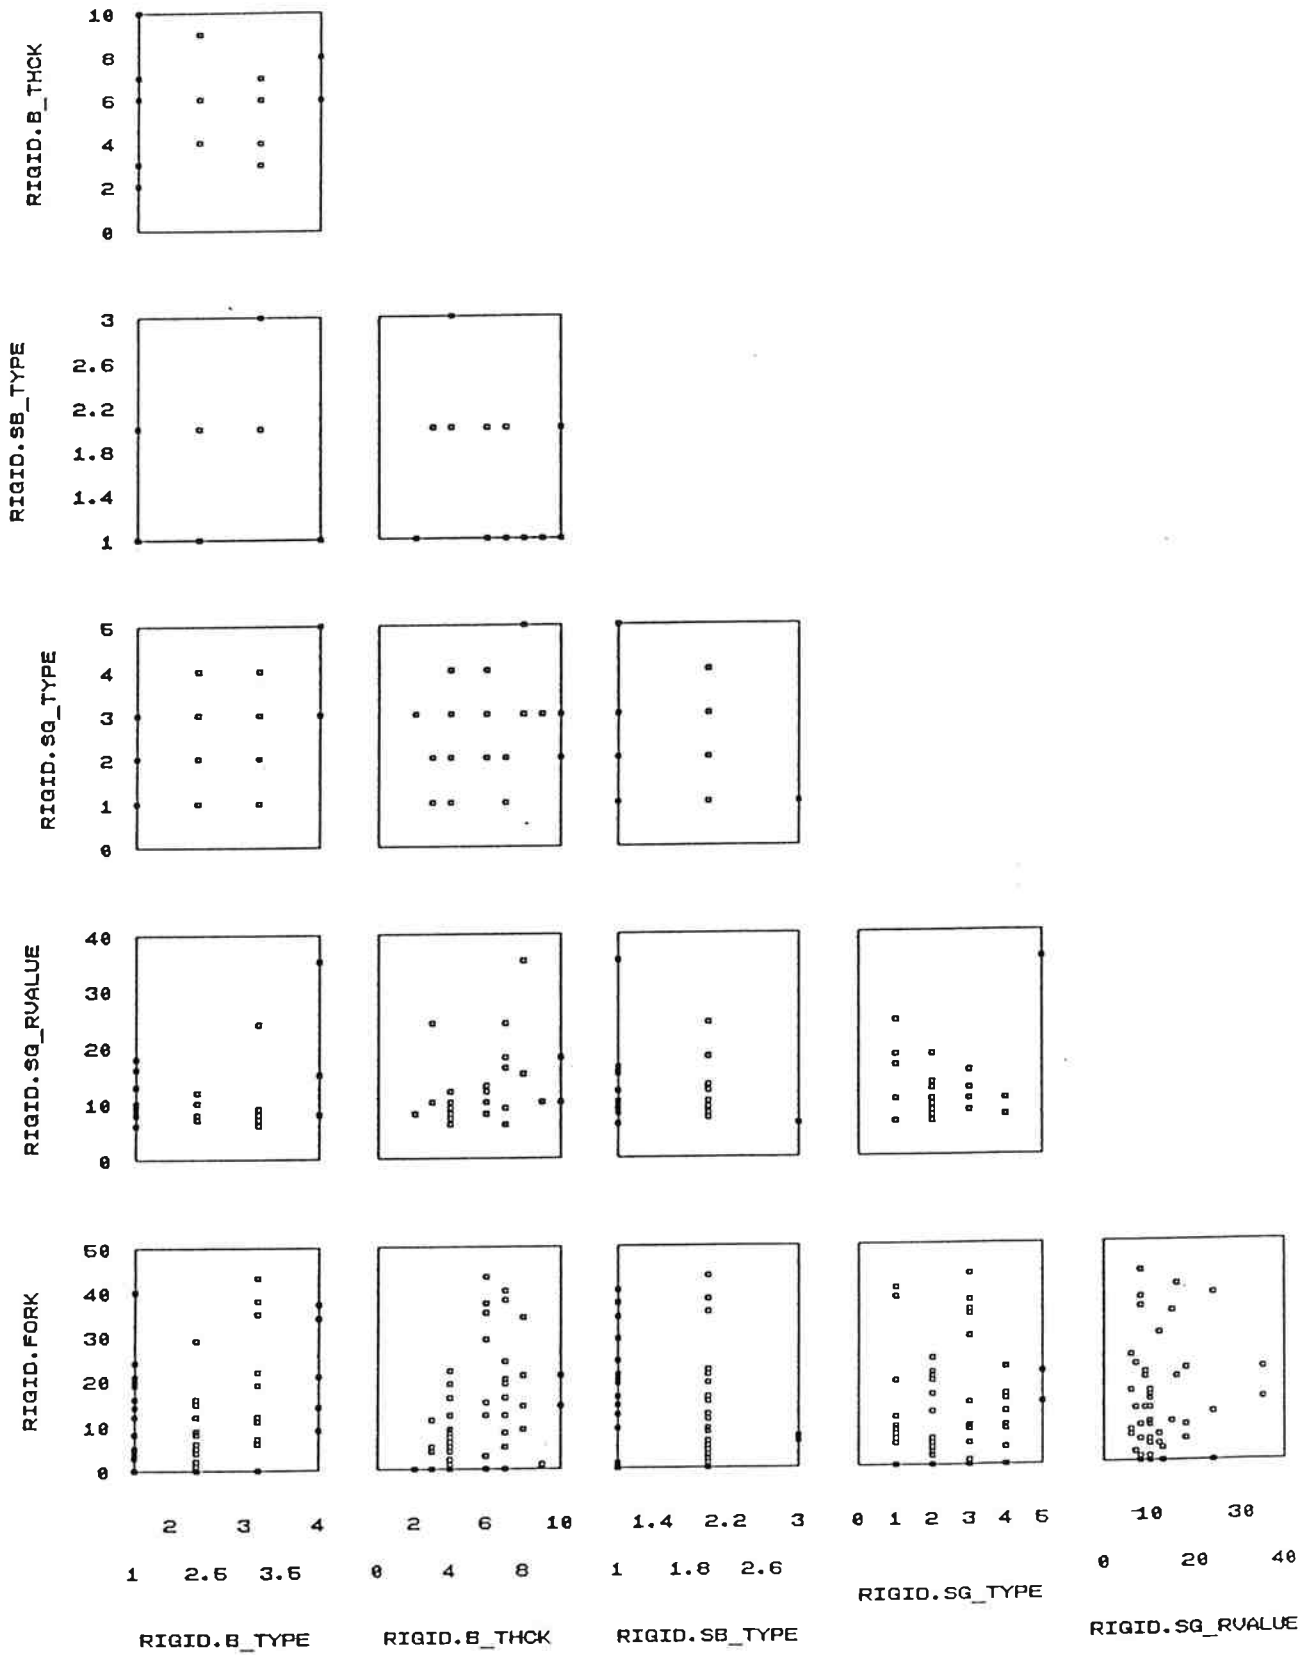 RIGID.B_THCK
10
8
6
4
2
0
RIGID.SB_TYPE
3
2.6
2.2
1.8
1.4
1
RIGID.SG_TYPE
5
4
3
2
1
0
RIGID.SG_RVALUE
40
30
20
10
0
RIGID.FORK
50
40
30
20
10
0
2 3 4
1 2.5 3.5
RIGID.B_TYPE
2 6 10
0 4 8
RIGID.B_THCK
1.4 2.2 3
1 1.8 2.6
RIGID.SB_TYPE
0 1 2 3 4 5
RIGID.SG_TYPE
10 30
0 20 40
RIGID.SG_RVALUE